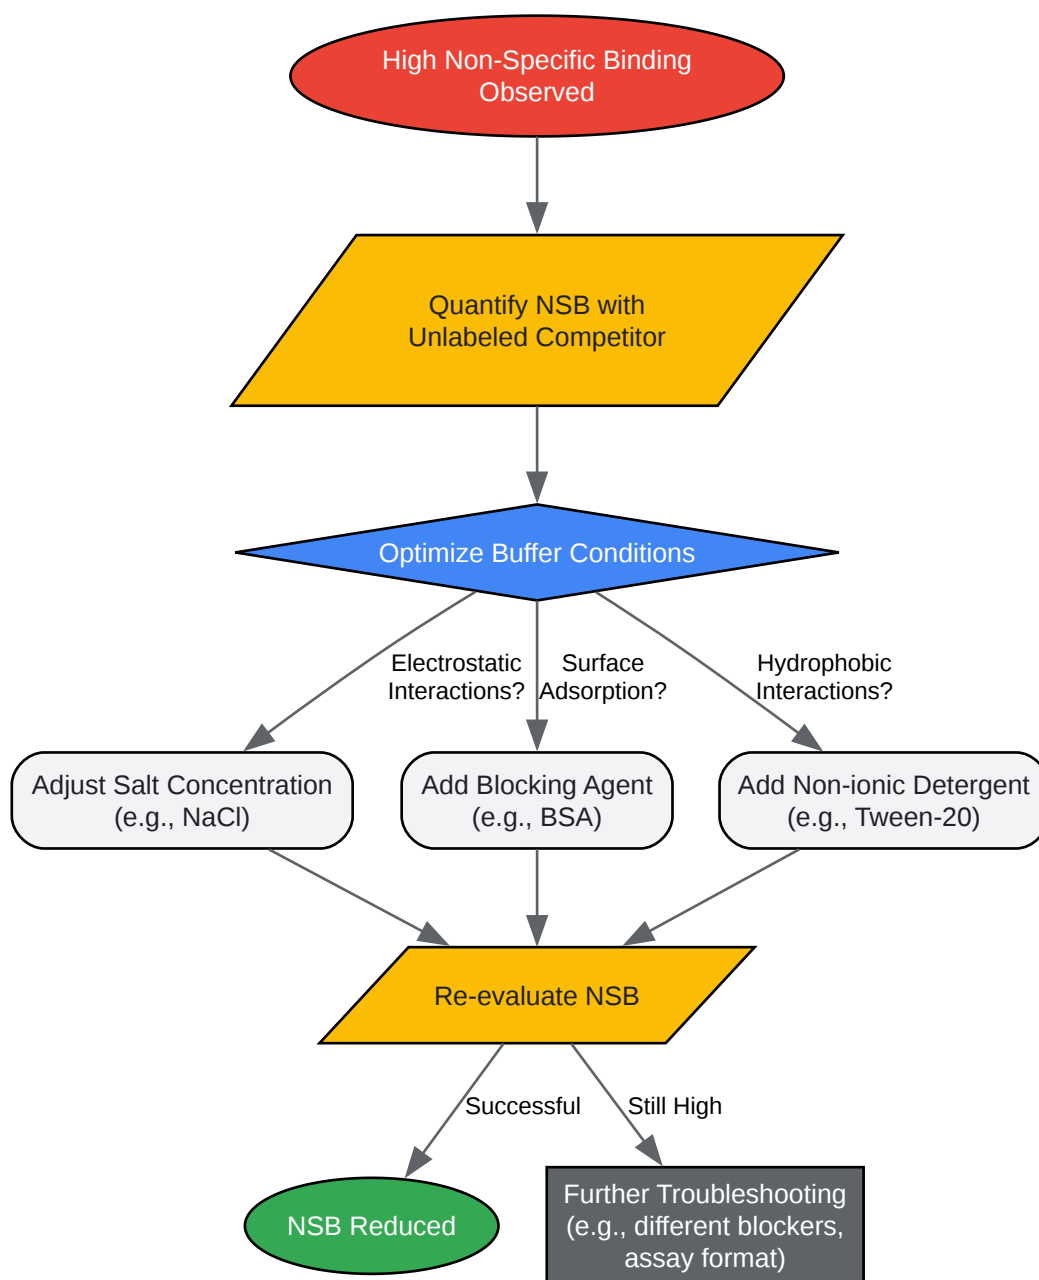 High Non-Specific Binding
Observed
Quantify NSB with
Unlabeled Competitor
Optimize Buffer Conditions
Electrostatic
Interactions?
Surface
Adsorption?
Hydrophobic
Interactions?
Adjust Salt Concentration
(e.g., NaCl)
Add Blocking Agent
(e.g., BSA)
Add Non-ionic Detergent
(e.g., Tween-20)
Re-evaluate NSB
Successful
Still High
NSB Reduced
Further Troubleshooting
(e.g., different blockers,
assay format)